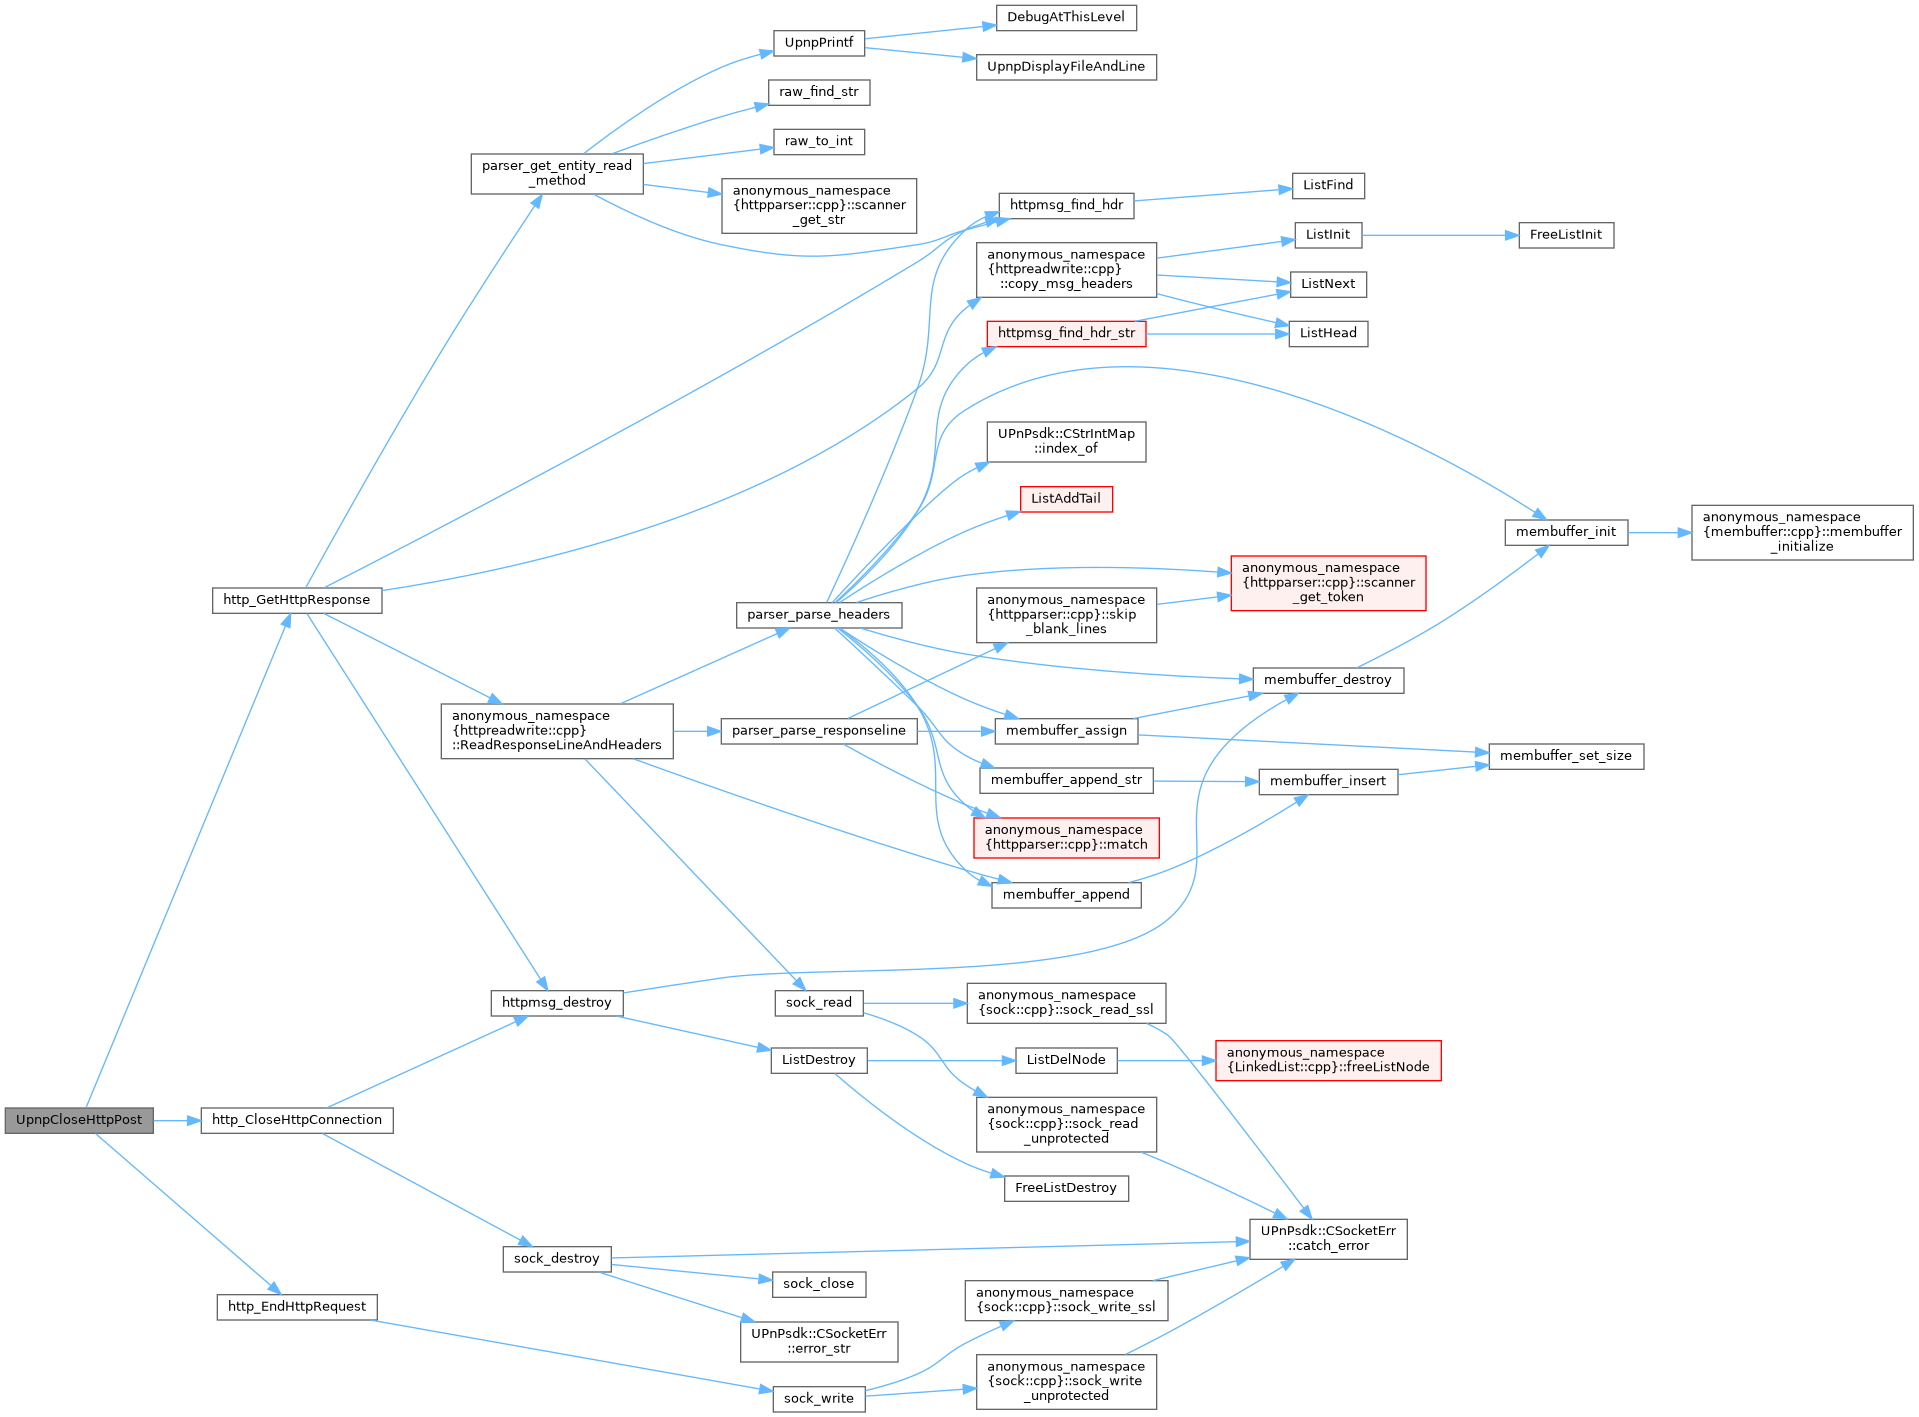 DebugAtThisLevel
UpnpPrintf
UpnpDisplayFileAndLine
raw_find_str
raw_to_int
parser_get_entity_read
_method
anonymous_namespace
{httpparser::cpp}::scanner
_get_str
httpmsg_find_hdr
ListFind
ListInit
FreeListInit
anonymous_namespace
{httpreadwrite::cpp}
::copy_msg_headers
ListNext
httpmsg_find_hdr_str
ListHead
UPnPsdk::CStrIntMap
::index_of
ListAddTail
membuffer_init
anonymous_namespace
{membuffer::cpp}::membuffer
_initialize
anonymous_namespace
{httpparser::cpp}::scanner
_get_token
http_GetHttpResponse
parser_parse_headers
anonymous_namespace
{httpparser::cpp}::skip
_blank_lines
membuffer_destroy
anonymous_namespace
{httpreadwrite::cpp}
::ReadResponseLineAndHeaders
parser_parse_responseline
membuffer_assign
membuffer_set_size
membuffer_append_str
membuffer_insert
anonymous_namespace
{httpparser::cpp}::match
membuffer_append
httpmsg_destroy
sock_read
anonymous_namespace
{sock::cpp}::sock_read_ssl
ListDestroy
ListDelNode
anonymous_namespace
{LinkedList::cpp}::freeListNode
UpnpCloseHttpPost
http_CloseHttpConnection
anonymous_namespace
{sock::cpp}::sock_read
_unprotected
FreeListDestroy
UPnPsdk::CSocketErr
::catch_error
sock_destroy
sock_close
http_EndHttpRequest
anonymous_namespace
{sock::cpp}::sock_write_ssl
UPnPsdk::CSocketErr
::error_str
anonymous_namespace
{sock::cpp}::sock_write
_unprotected
sock_write